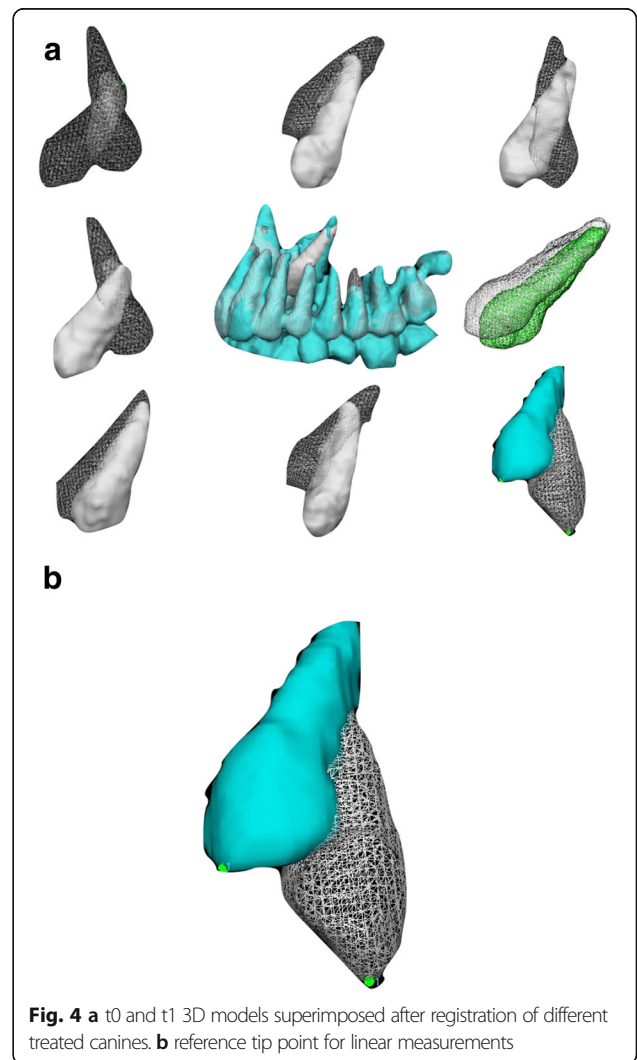 a
b
Fig. 4 a t0 and t1 3D models superimposed after registration of different
treated canines. b reference tip point for linear measurements